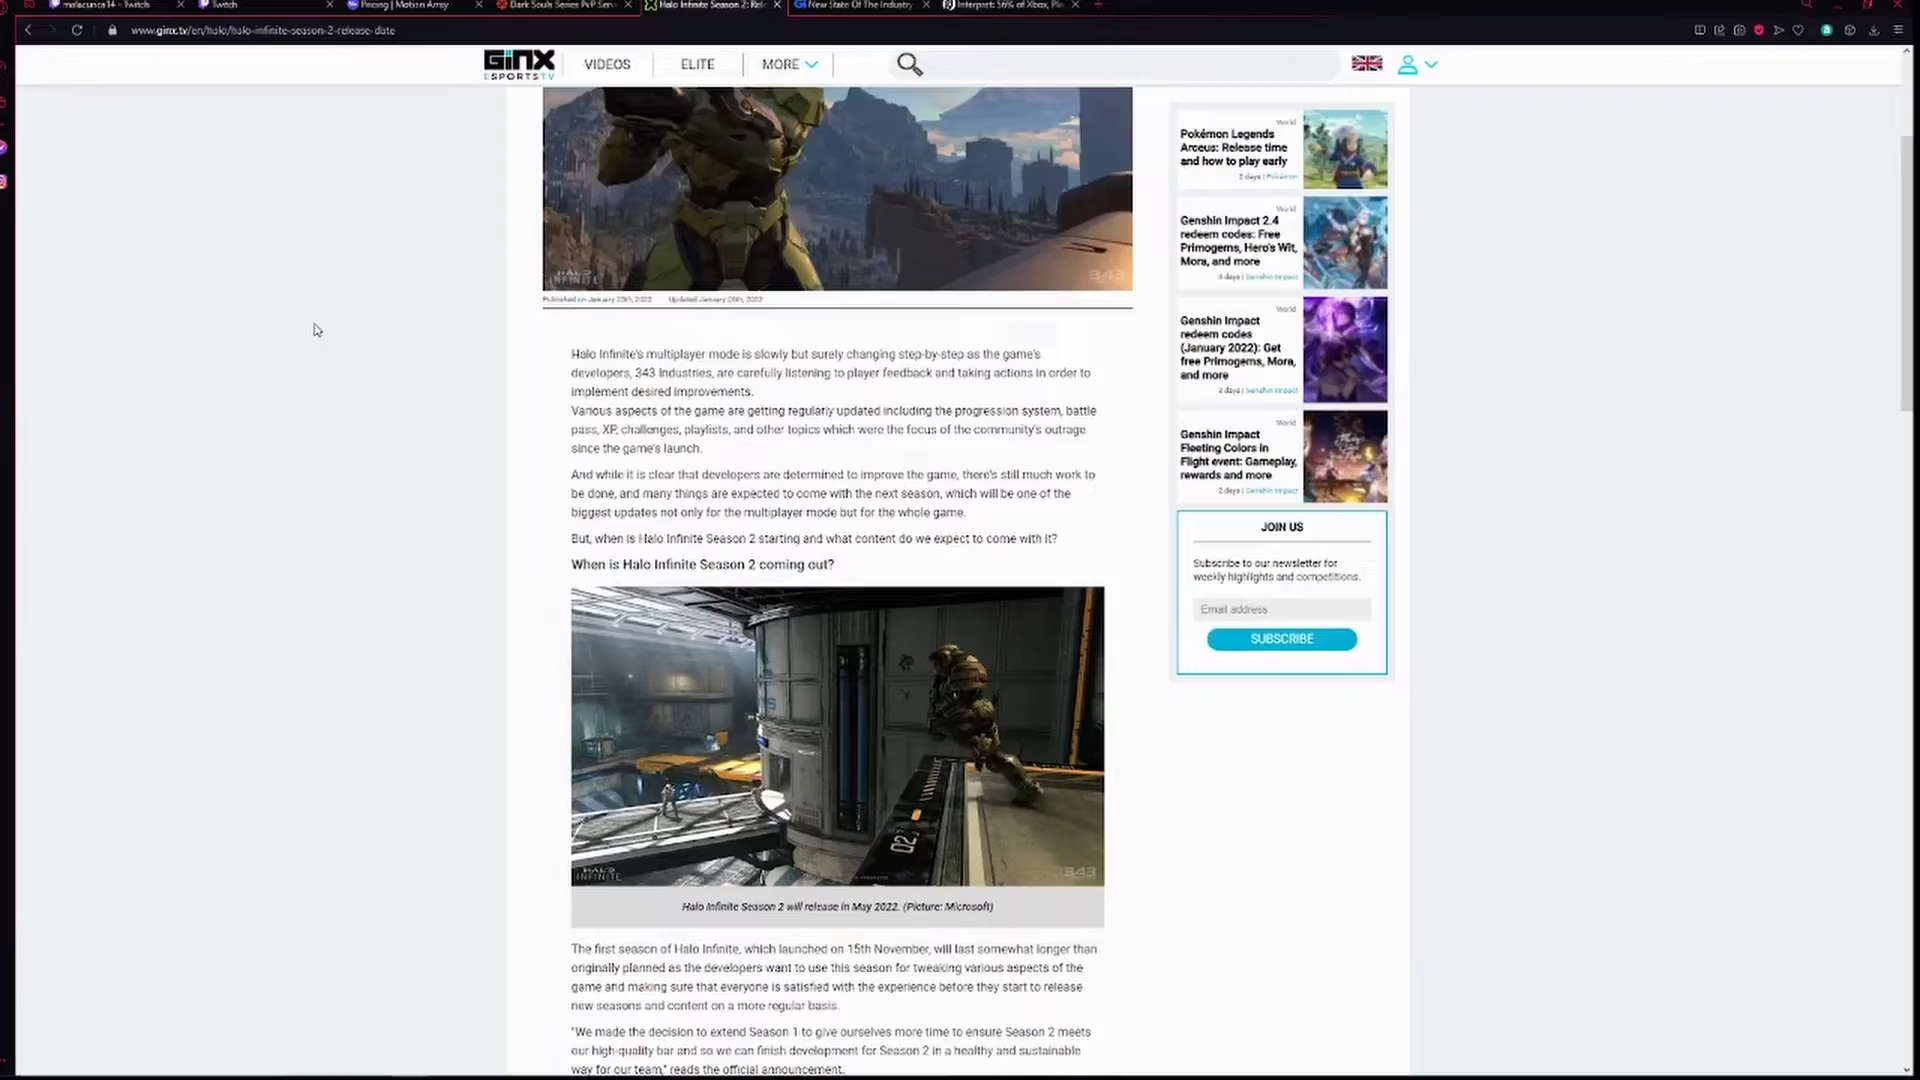 malacurica14 - Twitch
Twitch
Pricing | Motion Array
Dark Souls Series PvP Serv
Halo Infinite Season 2: Rel
New State Of The Industry
Interpret: 56% of Xbox, Pl
www.ginx.tv/en/halo/halo-infinite-season-2-release-date
GINX
ESPORTS TV
VIDEOS
ELITE
MORE
HALO
INFINITE
343
Published on January 25th, 2022
Updated January 26th, 2022
Halo Infinite's multiplayer mode is slowly but surely changing step-by-step as the game's
developers, 343 Industries, are carefully listening to player feedback and taking actions in order to
implement desired improvements.
Various aspects of the game are getting regularly updated including the progression system, battle
pass, XP, challenges, playlists, and other topics which were the focus of the community's outrage
since the game's launch.
And while it is clear that developers are determined to improve the game, there's still much work to
be done, and many things are expected to come with the next season, which will be one of the
biggest updates not only for the multiplayer mode but for the whole game.
But, when is Halo Infinite Season 2 starting and what content do we expect to come with it?
When is Halo Infinite Season 2 coming out?
02
HALO
INFINITE
343
Halo Infinite Season 2 will release in May 2022. (Picture: Microsoft)
The first season of Halo Infinite, which launched on 15th November, will last somewhat longer than
originally planned as the developers want to use this season for tweaking various aspects of the
game and making sure that everyone is satisfied with the experience before they start to release
new seasons and content on a more regular basis.
"We made the decision to extend Season 1 to give ourselves more time to ensure Season 2 meets
our high-quality bar and so we can finish development for Season 2 in a healthy and sustainable
way for our team," reads the official announcement.
World
Pokémon Legends
Arceus: Release time
and how to play early
2 days | Pokémon
World
Genshin Impact 2.4
redeem codes: Free
Primogems, Hero's Wit,
Mora, and more
3 days | Genshin Impact
World
Genshin Impact
redeem codes
(January 2022): Get
free Primogems, Mora,
and more
3 days | Genshin Impact
World
Genshin Impact
Fleeting Colors in
Flight event: Gameplay,
rewards and more
2 days | Genshin Impact
JOIN US
Subscribe to our newsletter for
weekly highlights and competitions.
Email address
SUBSCRIBE